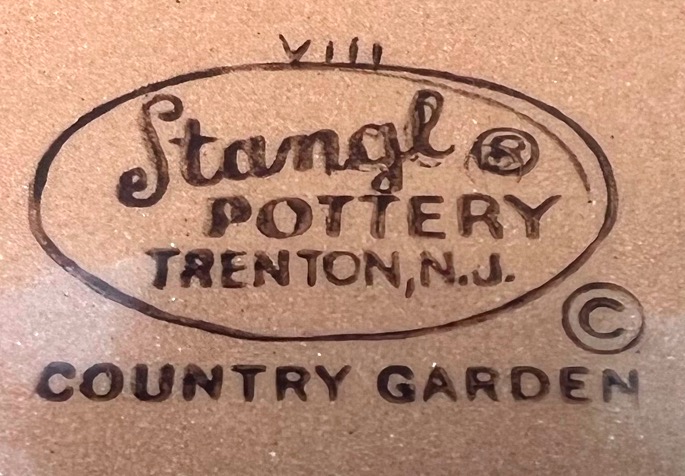 VIII
Stangl ®
POTTERY
TRENTON, N.J.
©
COUNTRY GARDEN